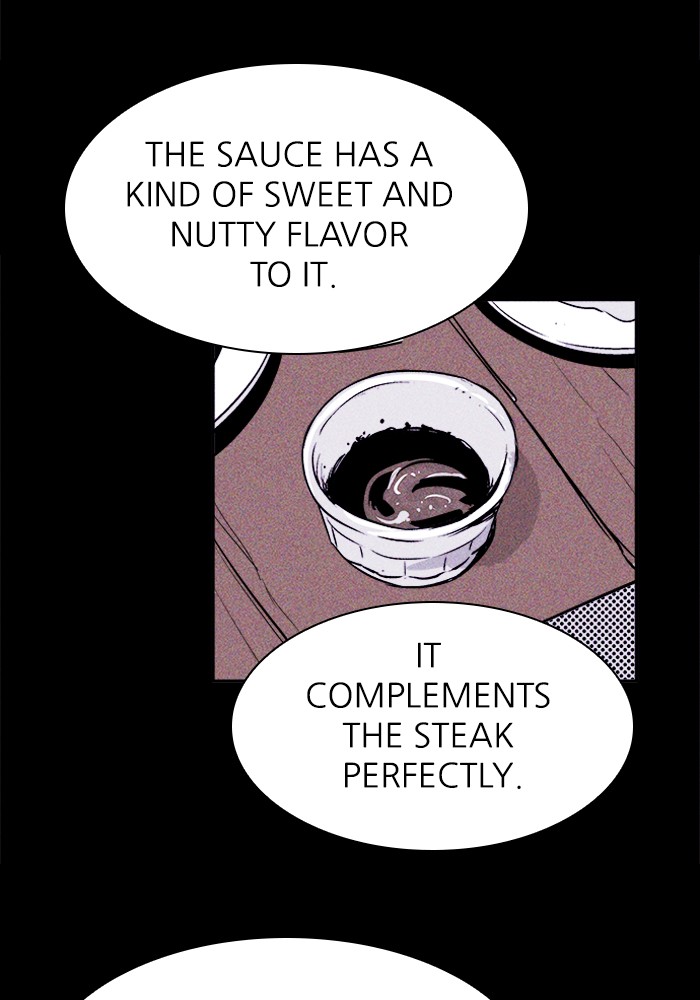 THE SAUCE HAS A
KIND OF SWEET AND
NUTTY FLAVOR
TO IT.
IT
COMPLEMENTS
THE STEAK
PERFECTLY.